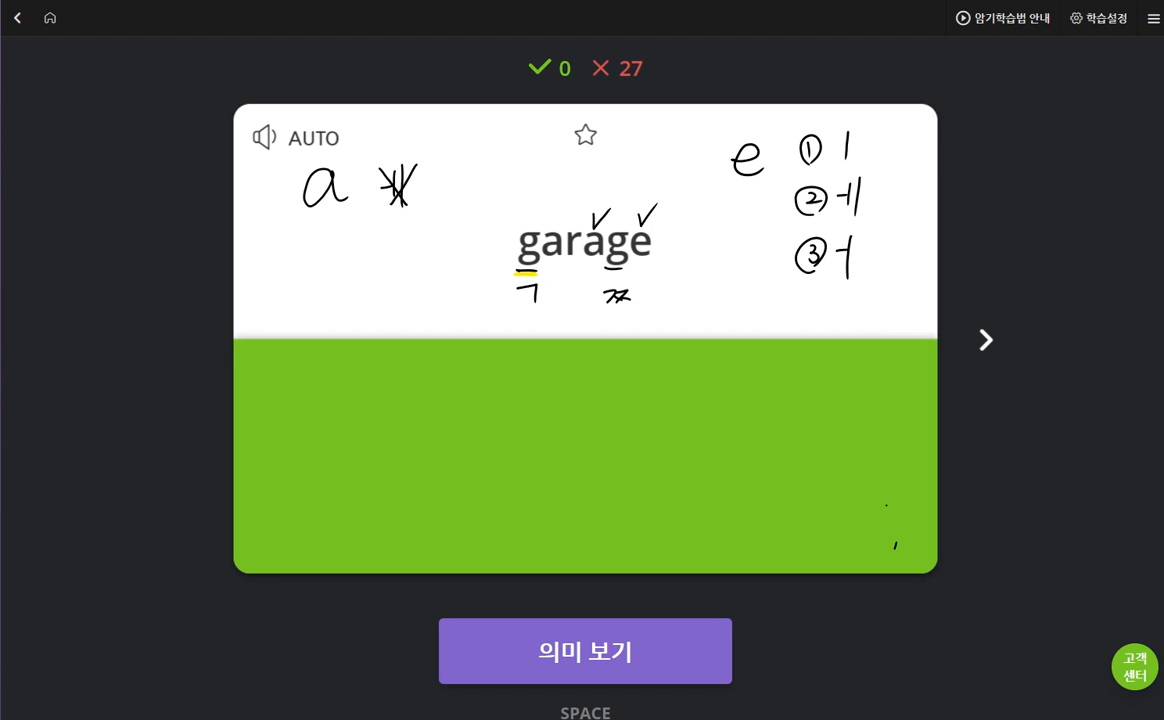 암기학습법 안내 학습설정
0 27
AUTO
a
e ① ㅣ
② ㅔ
③ ㅓ
garage
ㄱ ㅈ
의미 보기
SPACE
고객
센터